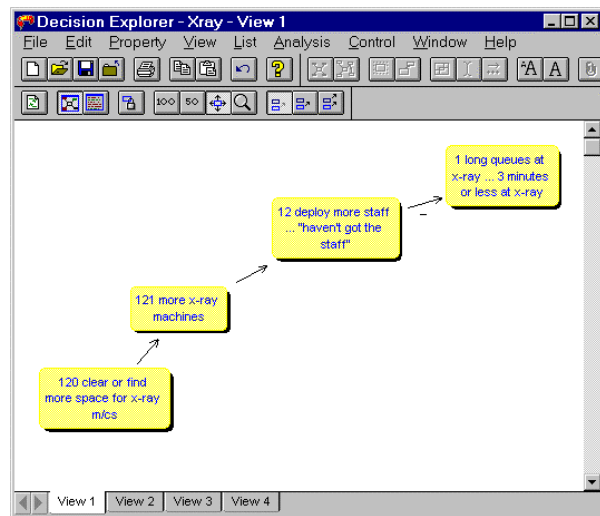 Decision Explorer - Xray - View 1
File Edit Property View List Analysis Control Window Help
?
ªA A
100 50
1 long queues at
x-ray ... 3 minutes
or less at x-ray
12 deploy more staff
... "haven't got the
staff"
–
121 more x-ray
machines
120 clear or find
more space for x-ray
m/cs
View 1 View 2 View 3 View 4